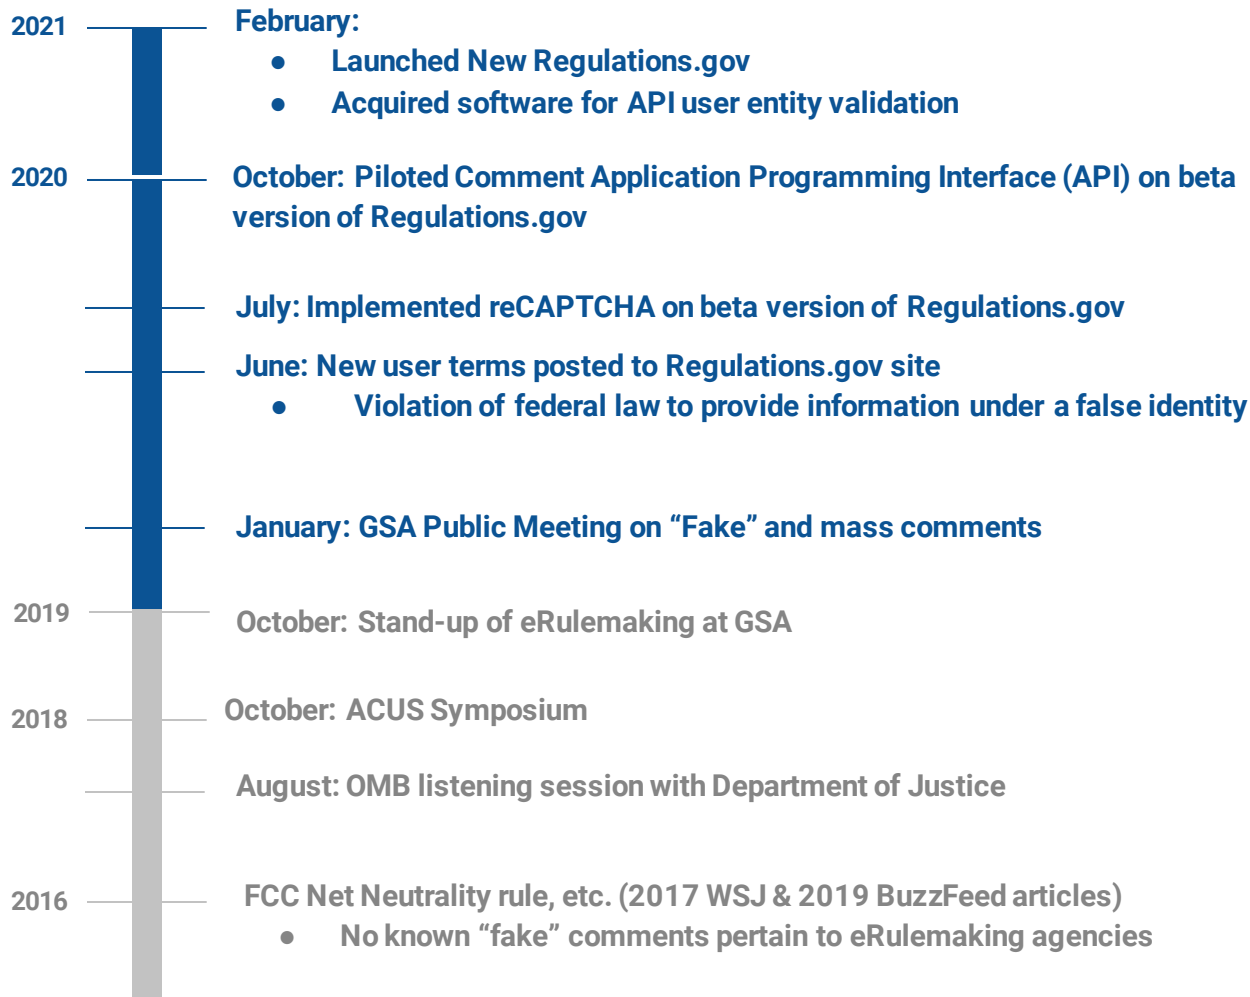 2021
February:
● Launched New Regulations.gov
● Acquired software for API user entity validation
2020
October: Piloted Comment Application Programming Interface (API) on beta
version of Regulations.gov
July: Implemented reCAPTCHA on beta version of Regulations.gov
June: New user terms posted to Regulations.gov site
● Violation of federal law to provide information under a false identity
January: GSA Public Meeting on “Fake” and mass comments
2019
October: Stand-up of eRulemaking at GSA
2018
October: ACUS Symposium
August: OMB listening session with Department of Justice
2016
FCC Net Neutrality rule, etc. (2017 WSJ & 2019 BuzzFeed articles)
● No known “fake” comments pertain to eRulemaking agencies